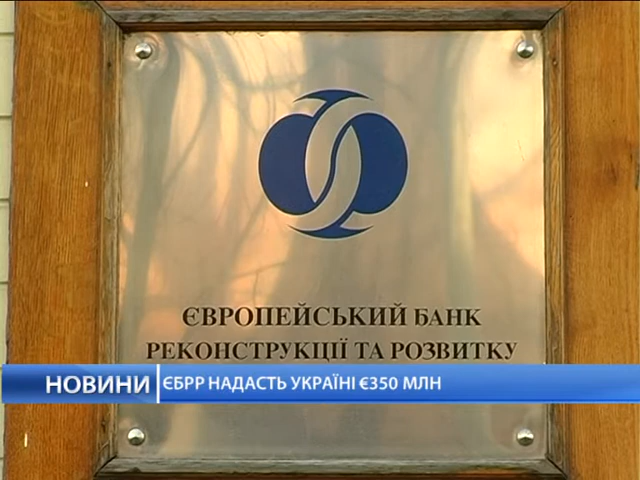 ЄВРОПЕЙСЬКИЙ БАНК
РЕКОНСТРУКЦІЇ ТА РОЗВИТКУ
НОВИНИ
ЄБРР НАДАСТЬ УКРАЇНІ €350 МЛН